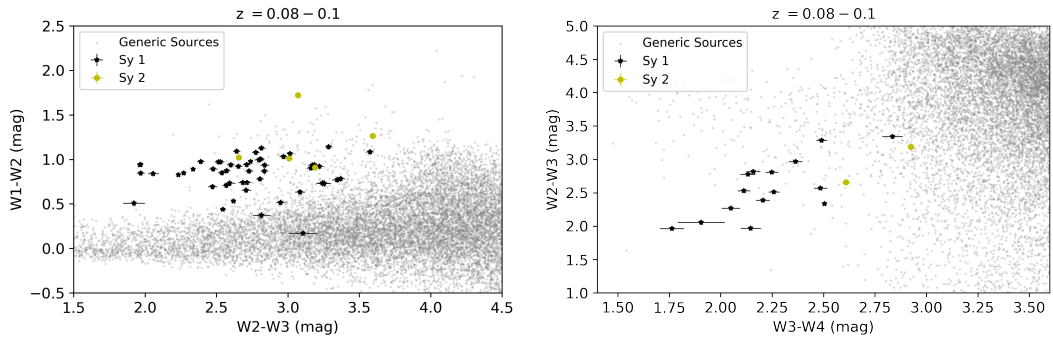 z = 0.08 − 0.1
2.5
2.0
1.5
1.0
0.5
0.0
−0.5
W1-W2 (mag)
Generic Sources
Sy 1
Sy 2
1.5 2.0 2.5 3.0 3.5 4.0 4.5
W2-W3 (mag)
z = 0.08 − 0.1
5.0
4.5
4.0
3.5
3.0
2.5
2.0
1.5
1.0
W2-W3 (mag)
Generic Sources
Sy 1
Sy 2
1.50 1.75 2.00 2.25 2.50 2.75 3.00 3.25 3.50
W3-W4 (mag)